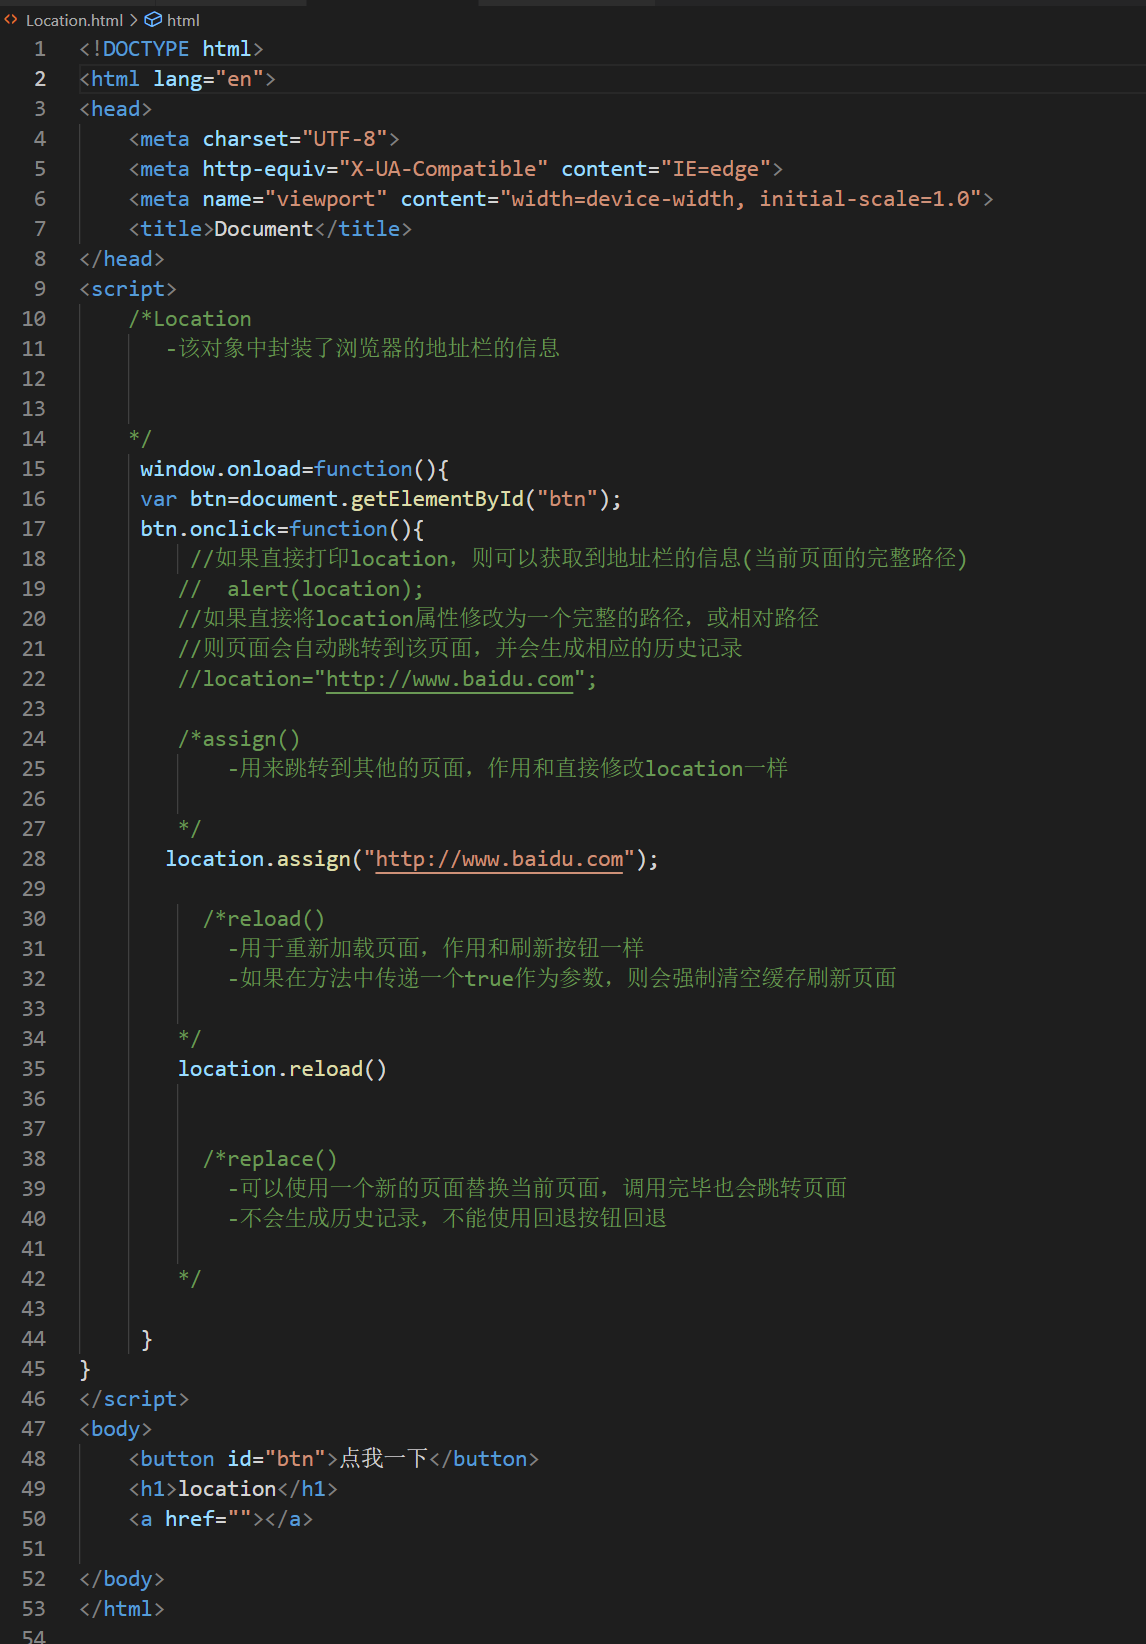 Location.html > html
1 <!DOCTYPE html>
2 <html lang="en">
3 <head>
4 <meta charset="UTF-8">
5 <meta http-equiv="X-UA-Compatible" content="IE=edge">
6 <meta name="viewport" content="width=device-width, initial-scale=1.0">
7 <title>Document</title>
8 </head>
9 <script>
10 /*Location
11 -该对象中封装了浏览器的地址栏的信息
12
13
14 */
15 window.onload=function(){
16 var btn=document.getElementById("btn");
17 btn.onclick=function(){
18 //如果直接打印location，则可以获取到地址栏的信息(当前页面的完整路径)
19 //  alert(location);
20 //如果直接将location属性修改为一个完整的路径，或相对路径
21 //则页面会自动跳转到该页面，并会生成相应的历史记录
22 //location="http://www.baidu.com";
23
24 /*assign()
25 -用来跳转到其他的页面，作用和直接修改location一样
26
27 */
28 location.assign("http://www.baidu.com");
29
30 /*reload()
31 -用于重新加载页面，作用和刷新按钮一样
32 -如果在方法中传递一个true作为参数，则会强制清空缓存刷新页面
33
34 */
35 location.reload()
36
37
38 /*replace()
39 -可以使用一个新的页面替换当前页面，调用完毕也会跳转页面
40 -不会生成历史记录，不能使用回退按钮回退
41
42 */
43
44 }
45 }
46 </script>
47 <body>
48 <button id="btn">点我一下</button>
49 <h1>location</h1>
50 <a href=""></a>
51
52 </body>
53 </html>
54